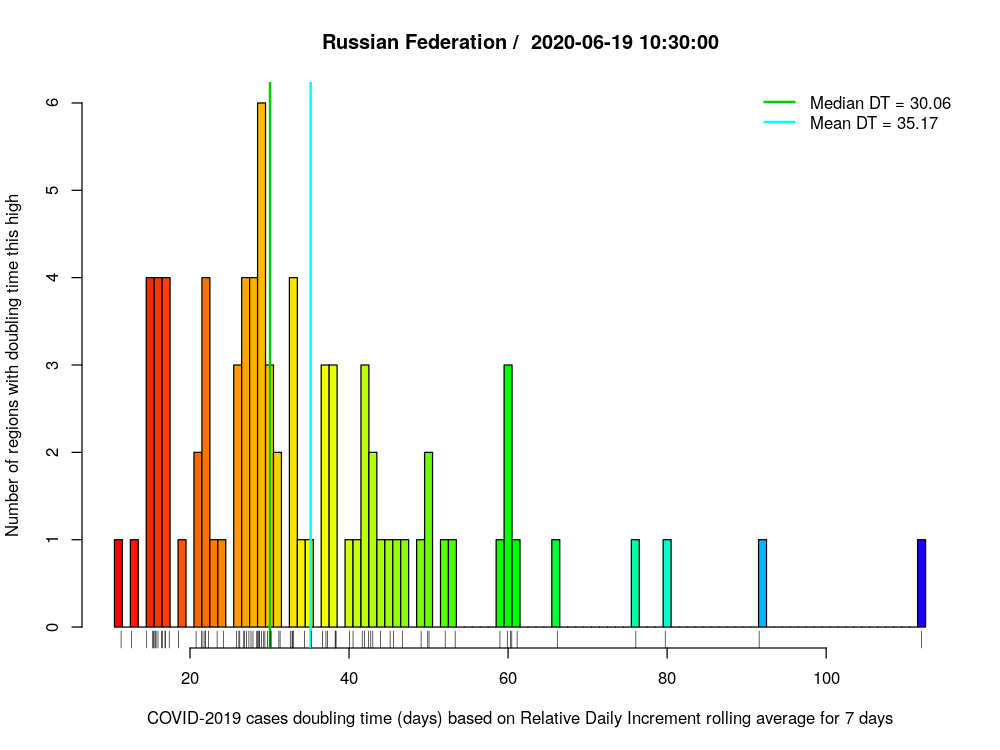 Russian Federation /  2020-06-19 10:30:00
Median DT = 30.06
Mean DT = 35.17
Number of regions with doubling time this high
6
5
4
3
2
1
0
20 40 60 80 100
COVID-2019 cases doubling time (days) based on Relative Daily Increment rolling average for 7 days